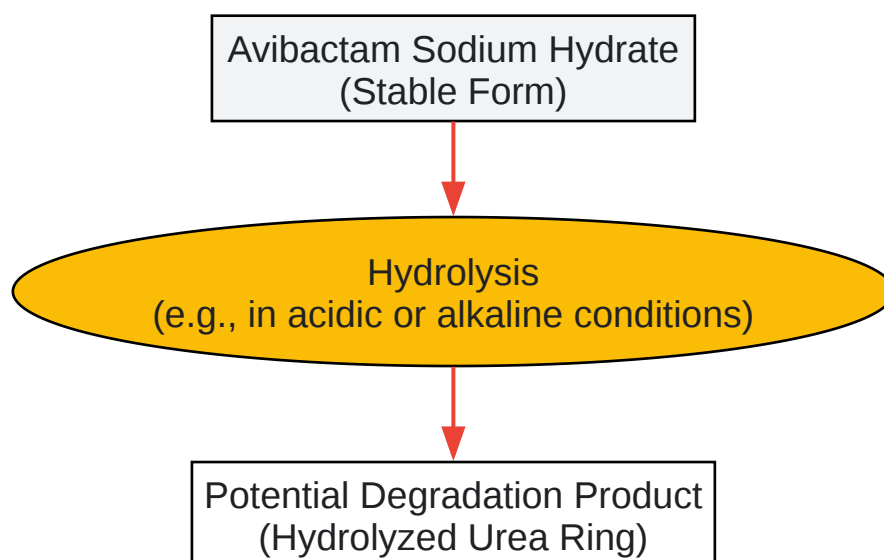 Avibactam Sodium Hydrate
(Stable Form)
Hydrolysis
(e.g., in acidic or alkaline conditions)
Potential Degradation Product
(Hydrolyzed Urea Ring)